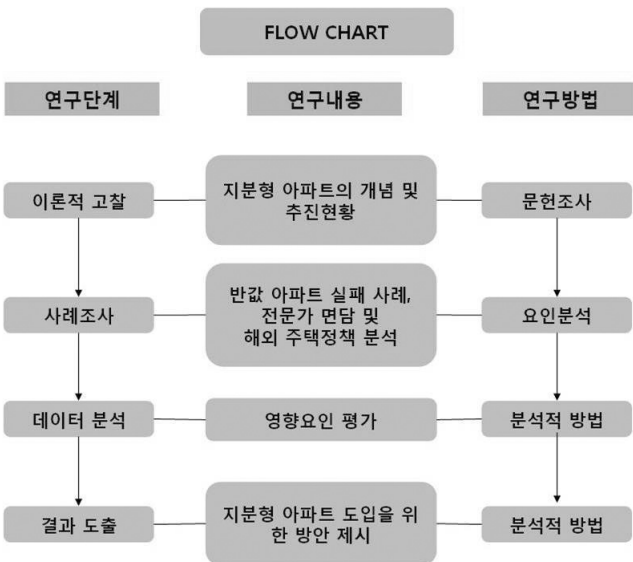 FLOW CHART
연구단계
연구내용
연구방법
이론적 고찰
지분형 아파트의 개념 및
추진현황
문헌조사
사례조사
반값 아파트 실패 사례,
전문가 면담 및
해외 주택정책 분석
요인분석
데이터 분석
영향요인 평가
분석적 방법
결과 도출
지분형 아파트 도입을 위
한 방안 제시
분석적 방법